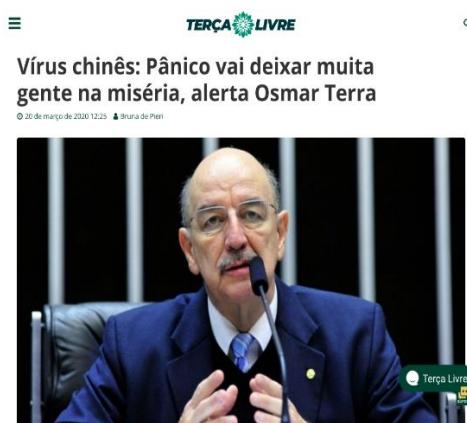 TERÇA LIVRE
Vírus chinês: Pânico vai deixar muita
gente na miséria, alerta Osmar Terra
20 de março de 2020 12:25 Bruna de Pieri
Terça Livre